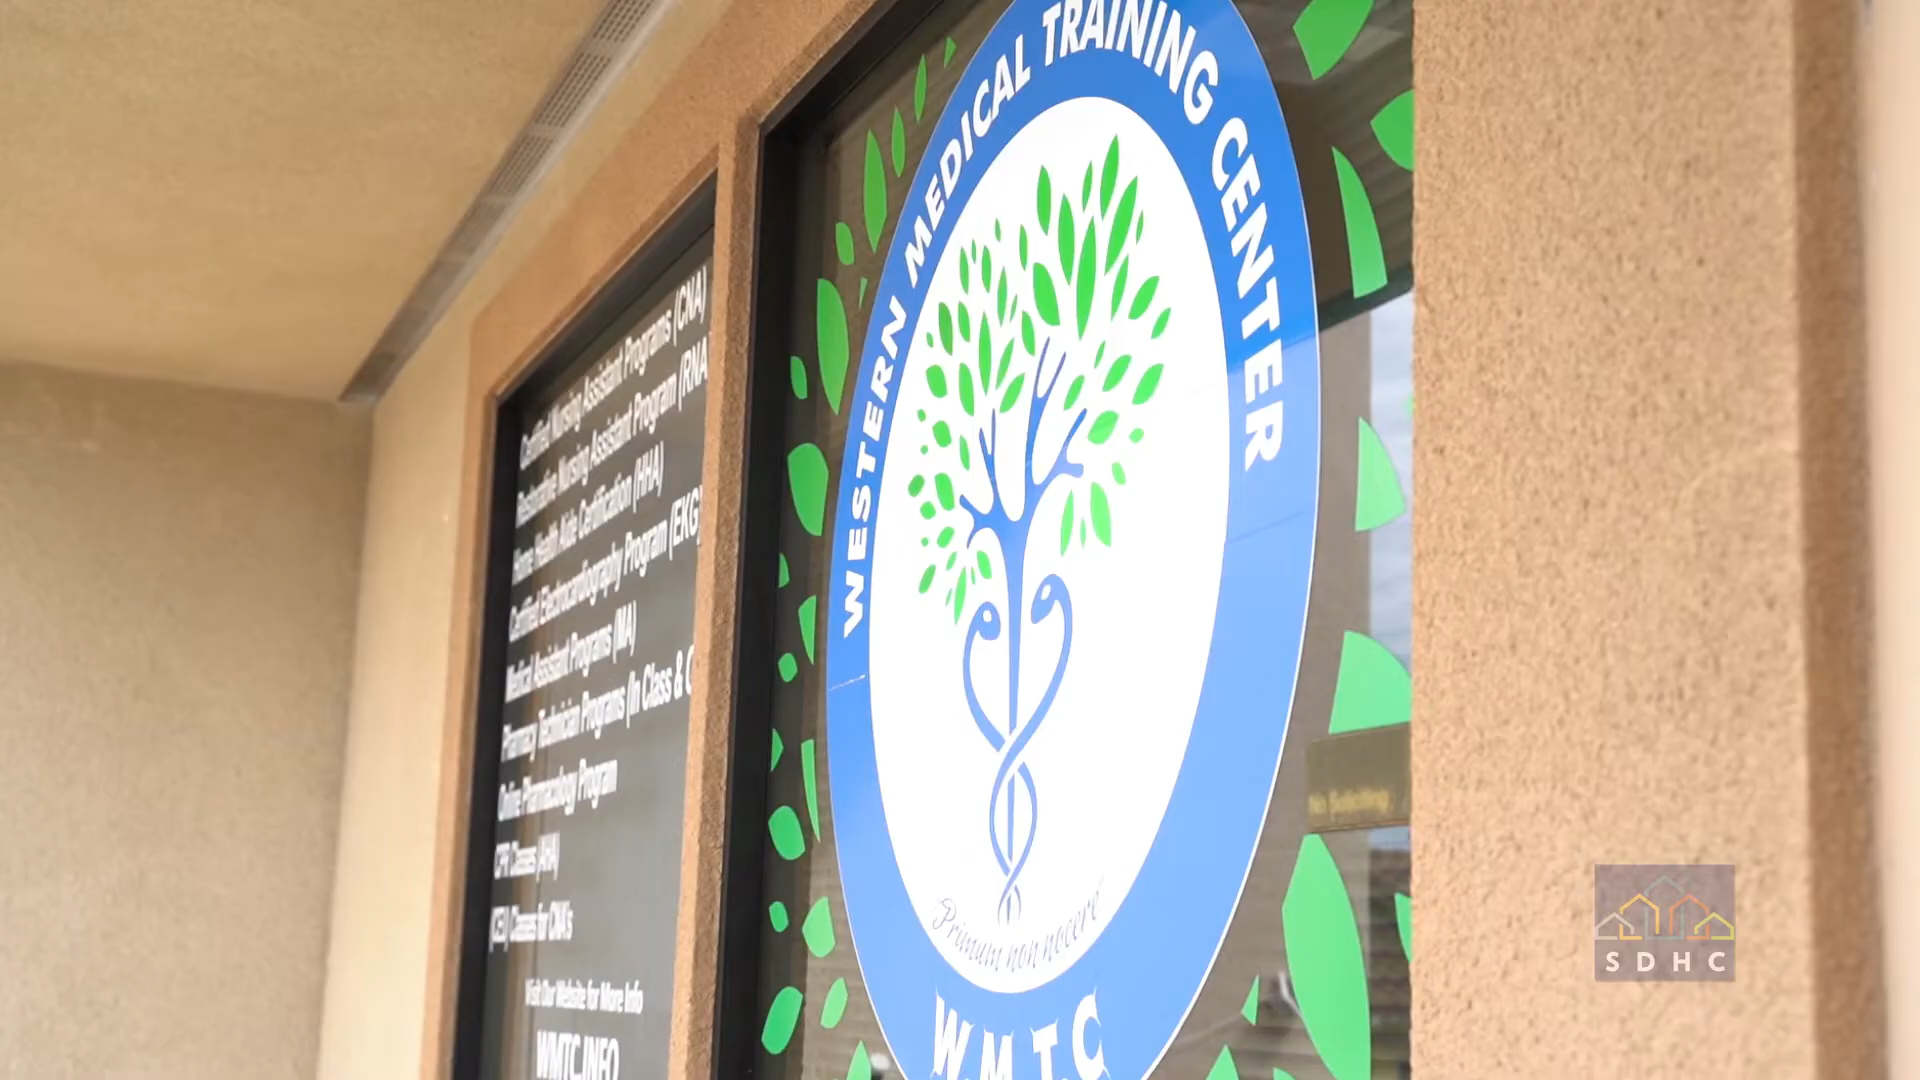 Certified Nursing Assistant Programs (CNA)
Restorative Nursing Assistant Program (RNA
Home Health Aide Certification (HHA)
Certified Electrocardiography Program (EKG)
Medical Assistant Programs (MA)
Pharmacy Technician Programs (In Class &
Online Pharmacology Program
CPR Classes (AHA)
Classes for CNA's
Visit Our Website for More Info
WMTC.INFO
WESTERN MEDICAL TRAINING CENTER
"Primum non nocere"
W.M.T.C
No Soliciting
SDHC